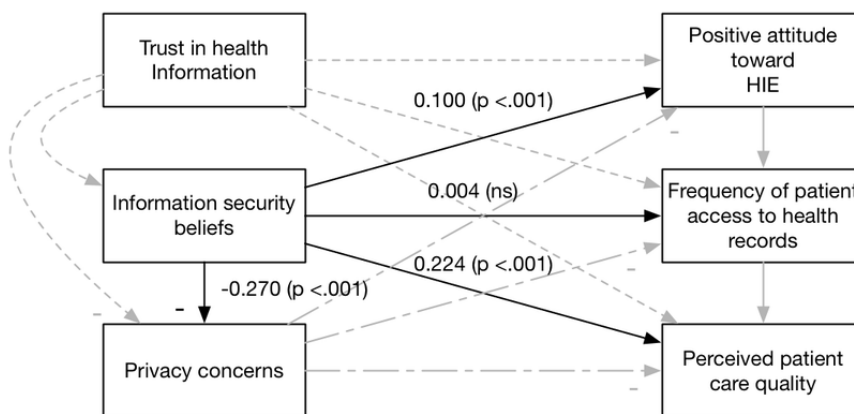 Trust in health
Information
Positive attitude
toward
HIE
0.100 (p <.001)
-
Information security
beliefs
0.004 (ns)
Frequency of patient
access to health
records
0.224 (p <.001)
-
-0.270 (p <.001)
-
-
Privacy concerns
Perceived patient
care quality
-